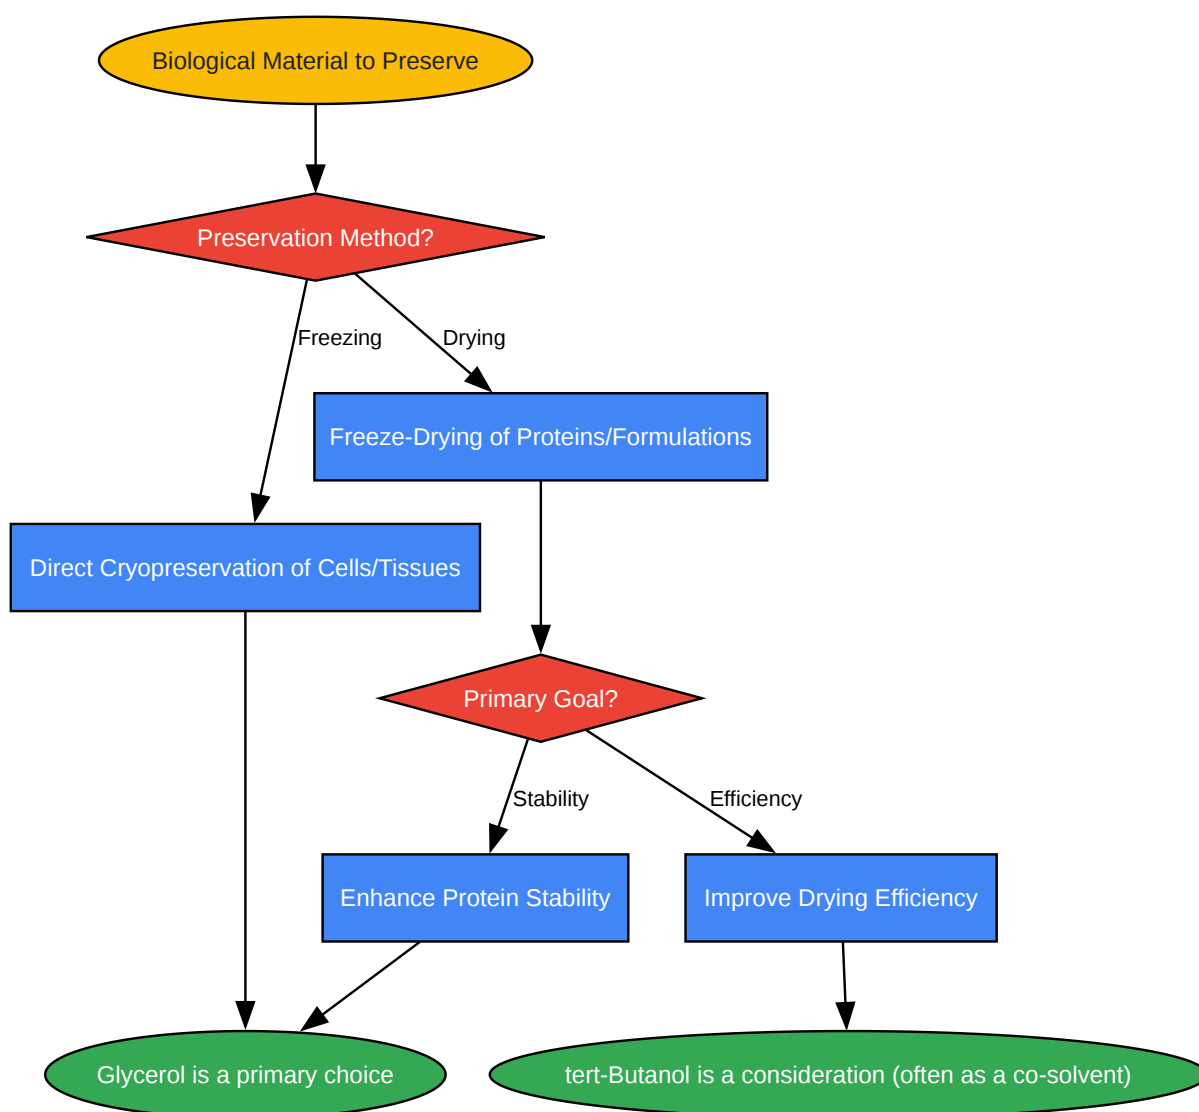 Biological Material to Preserve
Preservation Method?
Freezing
Drying
Freeze-Drying of Proteins/Formulations
Direct Cryopreservation of Cells/Tissues
Primary Goal?
Stability
Efficiency
Enhance Protein Stability
Improve Drying Efficiency
Glycerol is a primary choice
tert-Butanol is a consideration (often as a co-solvent)